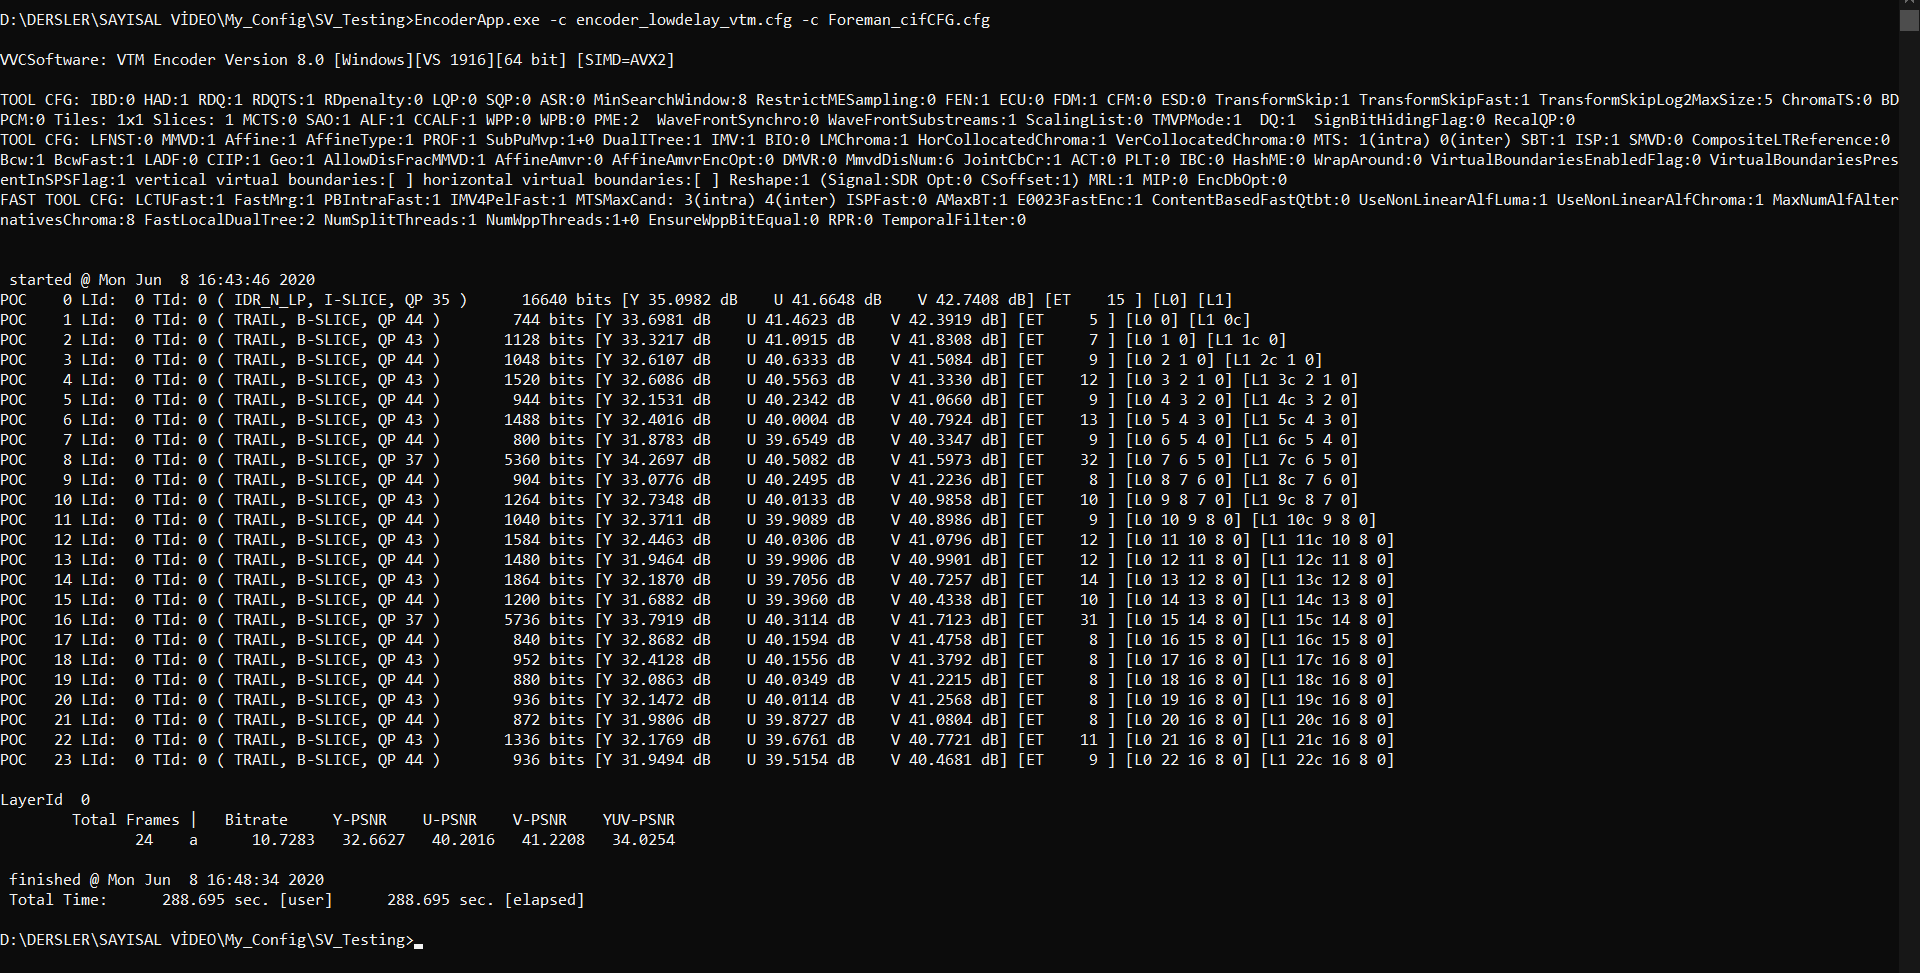 D:\DERSLER\SAYISAL VİDEO\My_Config\SV_Testing>EncoderApp.exe -c encoder_lowdelay_vtm.cfg -c Foreman_cifCFG.cfg
VVCSoftware: VTM Encoder Version 8.0 [Windows][VS 1916][64 bit] [SIMD=AVX2]
TOOL CFG: IBD:0 HAD:1 RDQ:1 RDQTS:1 RDpenalty:0 LQP:0 SQP:0 ASR:0 MinSearchWindow:8 RestrictMESampling:0 FEN:1 ECU:0 FDM:1 CFM:0 ESD:0 TransformSkip:1 TransformSkipFast:1 TransformSkipLog2MaxSize:5 ChromaTS:0 BD
PCM:0 Tiles: 1x1 Slices: 1 MCTS:0 SAO:1 ALF:1 CCALF:1 WPP:0 WPB:0 PME:2  WaveFrontSynchro:0 WaveFrontSubstreams:1 ScalingList:0 TMVPMode:1  DQ:1  SignBitHidingFlag:0 RecalQP:0
TOOL CFG: LFNST:0 MMVD:1 Affine:1 AffineType:1 PROF:1 SubPuMvp:1+0 DualITree:1 IMV:1 BIO:0 LMChroma:1 HorCollocatedChroma:1 VerCollocatedChroma:0 MTS: 1(intra) 0(inter) SBT:1 ISP:1 SMVD:0 CompositeLTReference:0
Bcw:1 BcwFast:1 LADF:0 CIIP:1 Geo:1 AllowDisFracMMVD:1 AffineAmvr:0 AffineAmvrEncOpt:0 DMVR:0 MmvdDisNum:6 JointCbCr:1 ACT:0 PLT:0 IBC:0 HashME:0 WrapAround:0 VirtualBoundariesEnabledFlag:0 VirtualBoundariesPres
entInSPSFlag:1 vertical virtual boundaries:[ ] horizontal virtual boundaries:[ ] Reshape:1 (Signal:SDR Opt:0 CSoffset:1) MRL:1 MIP:0 EncDbOpt:0
FAST TOOL CFG: LCTUFast:1 FastMrg:1 PBIntraFast:1 IMV4PelFast:1 MTSMaxCand: 3(intra) 4(inter) ISPFast:0 AMaxBT:1 E0023FastEnc:1 ContentBasedFastQtbt:0 UseNonLinearAlfLuma:1 UseNonLinearAlfChroma:1 MaxNumAlfAlter
nativesChroma:8 FastLocalDualTree:2 NumSplitThreads:1 NumWppThreads:1+0 EnsureWppBitEqual:0 RPR:0 TemporalFilter:0
started @ Mon Jun  8 16:43:46 2020
POC    0 LId:  0 TId: 0 ( IDR_N_LP, I-SLICE, QP 35 )      16640 bits [Y 35.0982 dB    U 41.6648 dB    V 42.7408 dB] [ET    15 ] [L0] [L1]
POC    1 LId:  0 TId: 0 ( TRAIL, B-SLICE, QP 44 )        744 bits [Y 33.6981 dB    U 41.4623 dB    V 42.3919 dB] [ET     5 ] [L0 0] [L1 0c]
POC    2 LId:  0 TId: 0 ( TRAIL, B-SLICE, QP 43 )       1128 bits [Y 33.3217 dB    U 41.0915 dB    V 41.8308 dB] [ET     7 ] [L0 1 0] [L1 1c 0]
POC    3 LId:  0 TId: 0 ( TRAIL, B-SLICE, QP 44 )       1048 bits [Y 32.6107 dB    U 40.6333 dB    V 41.5084 dB] [ET     9 ] [L0 2 1 0] [L1 2c 1 0]
POC    4 LId:  0 TId: 0 ( TRAIL, B-SLICE, QP 43 )       1520 bits [Y 32.6086 dB    U 40.5563 dB    V 41.3330 dB] [ET    12 ] [L0 3 2 1 0] [L1 3c 2 1 0]
POC    5 LId:  0 TId: 0 ( TRAIL, B-SLICE, QP 44 )        944 bits [Y 32.1531 dB    U 40.2342 dB    V 41.0660 dB] [ET     9 ] [L0 4 3 2 0] [L1 4c 3 2 0]
POC    6 LId:  0 TId: 0 ( TRAIL, B-SLICE, QP 43 )       1488 bits [Y 32.4016 dB    U 40.0004 dB    V 40.7924 dB] [ET    13 ] [L0 5 4 3 0] [L1 5c 4 3 0]
POC    7 LId:  0 TId: 0 ( TRAIL, B-SLICE, QP 44 )        800 bits [Y 31.8783 dB    U 39.6549 dB    V 40.3347 dB] [ET     9 ] [L0 6 5 4 0] [L1 6c 5 4 0]
POC    8 LId:  0 TId: 0 ( TRAIL, B-SLICE, QP 37 )       5360 bits [Y 34.2697 dB    U 40.5082 dB    V 41.5973 dB] [ET    32 ] [L0 7 6 5 0] [L1 7c 6 5 0]
POC    9 LId:  0 TId: 0 ( TRAIL, B-SLICE, QP 44 )        904 bits [Y 33.0776 dB    U 40.2495 dB    V 41.2236 dB] [ET     8 ] [L0 8 7 6 0] [L1 8c 7 6 0]
POC   10 LId:  0 TId: 0 ( TRAIL, B-SLICE, QP 43 )       1264 bits [Y 32.7348 dB    U 40.0133 dB    V 40.9858 dB] [ET    10 ] [L0 9 8 7 0] [L1 9c 8 7 0]
POC   11 LId:  0 TId: 0 ( TRAIL, B-SLICE, QP 44 )       1040 bits [Y 32.3711 dB    U 39.9089 dB    V 40.8986 dB] [ET     9 ] [L0 10 9 8 0] [L1 10c 9 8 0]
POC   12 LId:  0 TId: 0 ( TRAIL, B-SLICE, QP 43 )       1584 bits [Y 32.4463 dB    U 40.0306 dB    V 41.0796 dB] [ET    12 ] [L0 11 10 8 0] [L1 11c 10 8 0]
POC   13 LId:  0 TId: 0 ( TRAIL, B-SLICE, QP 44 )       1480 bits [Y 31.9464 dB    U 39.9906 dB    V 40.9901 dB] [ET    12 ] [L0 12 11 8 0] [L1 12c 11 8 0]
POC   14 LId:  0 TId: 0 ( TRAIL, B-SLICE, QP 43 )       1864 bits [Y 32.1870 dB    U 39.7056 dB    V 40.7257 dB] [ET    14 ] [L0 13 12 8 0] [L1 13c 12 8 0]
POC   15 LId:  0 TId: 0 ( TRAIL, B-SLICE, QP 44 )       1200 bits [Y 31.6882 dB    U 39.3960 dB    V 40.4338 dB] [ET    10 ] [L0 14 13 8 0] [L1 14c 13 8 0]
POC   16 LId:  0 TId: 0 ( TRAIL, B-SLICE, QP 37 )       5736 bits [Y 33.7919 dB    U 40.3114 dB    V 41.7123 dB] [ET    31 ] [L0 15 14 8 0] [L1 15c 14 8 0]
POC   17 LId:  0 TId: 0 ( TRAIL, B-SLICE, QP 44 )        840 bits [Y 32.8682 dB    U 40.1594 dB    V 41.4758 dB] [ET     8 ] [L0 16 15 8 0] [L1 16c 15 8 0]
POC   18 LId:  0 TId: 0 ( TRAIL, B-SLICE, QP 43 )        952 bits [Y 32.4128 dB    U 40.1556 dB    V 41.3792 dB] [ET     8 ] [L0 17 16 8 0] [L1 17c 16 8 0]
POC   19 LId:  0 TId: 0 ( TRAIL, B-SLICE, QP 44 )        880 bits [Y 32.0863 dB    U 40.0349 dB    V 41.2215 dB] [ET     8 ] [L0 18 16 8 0] [L1 18c 16 8 0]
POC   20 LId:  0 TId: 0 ( TRAIL, B-SLICE, QP 43 )        936 bits [Y 32.1472 dB    U 40.0114 dB    V 41.2568 dB] [ET     8 ] [L0 19 16 8 0] [L1 19c 16 8 0]
POC   21 LId:  0 TId: 0 ( TRAIL, B-SLICE, QP 44 )        872 bits [Y 31.9806 dB    U 39.8727 dB    V 41.0804 dB] [ET     8 ] [L0 20 16 8 0] [L1 20c 16 8 0]
POC   22 LId:  0 TId: 0 ( TRAIL, B-SLICE, QP 43 )       1336 bits [Y 32.1769 dB    U 39.6761 dB    V 40.7721 dB] [ET    11 ] [L0 21 16 8 0] [L1 21c 16 8 0]
POC   23 LId:  0 TId: 0 ( TRAIL, B-SLICE, QP 44 )        936 bits [Y 31.9494 dB    U 39.5154 dB    V 40.4681 dB] [ET     9 ] [L0 22 16 8 0] [L1 22c 16 8 0]
LayerId  0
Total Frames |   Bitrate     Y-PSNR    U-PSNR    V-PSNR    YUV-PSNR
24    a      10.7283   32.6627   40.2016   41.2208   34.0254
finished @ Mon Jun  8 16:48:34 2020
Total Time:      288.695 sec. [user]      288.695 sec. [elapsed]
D:\DERSLER\SAYISAL VİDEO\My_Config\SV_Testing>